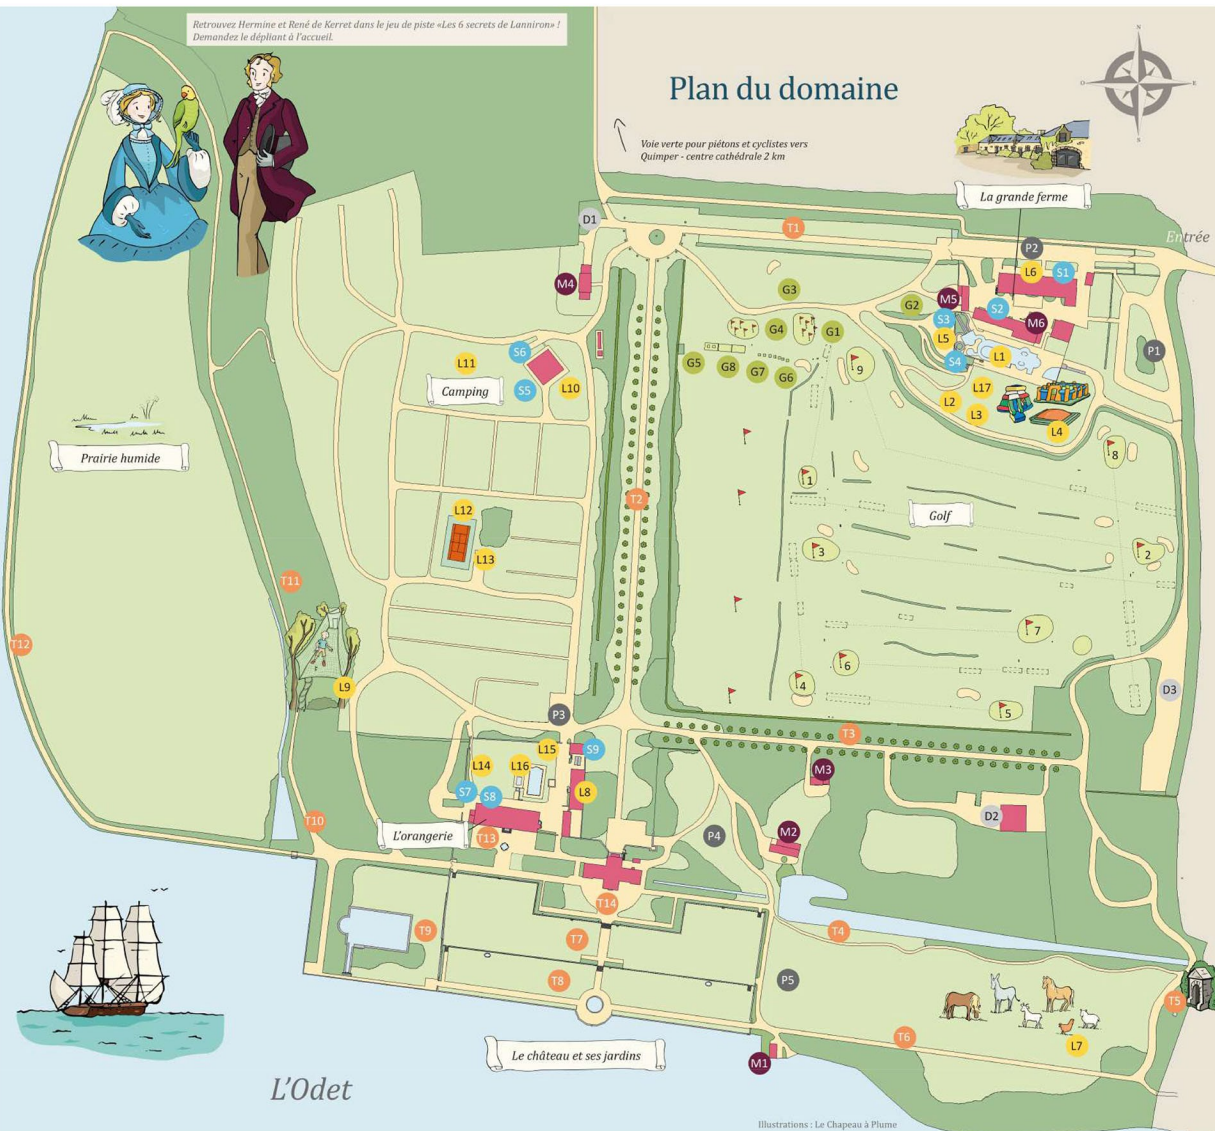 Retrouvez Hermine et René de Kerret dans le jeu de piste «Les 6 secrets de Lanniron» !
Demandez le dépliant à l'accueil.
Plan du domaine
N
O
E
S
Voie verte pour piétons et cyclistes vers
Quimper - centre cathédrale 2 km
La grande ferme
Entrée
D1
T1
P2
L6
S1
M4
G3
G2
M5
S2
S3
M6
G4
G1
L5
L1
P1
S4
S6
L11
G5
G8
G7
G6
9
L17
S5
L10
Camping
L2
L3
L4
8
Prairie humide
1
T2
L12
Golf
L13
3
2
T11
7
T12
6
4
L9
5
D3
P3
T3
L15
S9
L14
L16
M3
S7
S8
L8
T10
L'orangerie
T13
P4
M2
D2
T14
T9
T7
T4
T8
P5
T5
T6
L7
Le château et ses jardins
M1
L'Odet
Illustrations : Le Chapeau à Plume